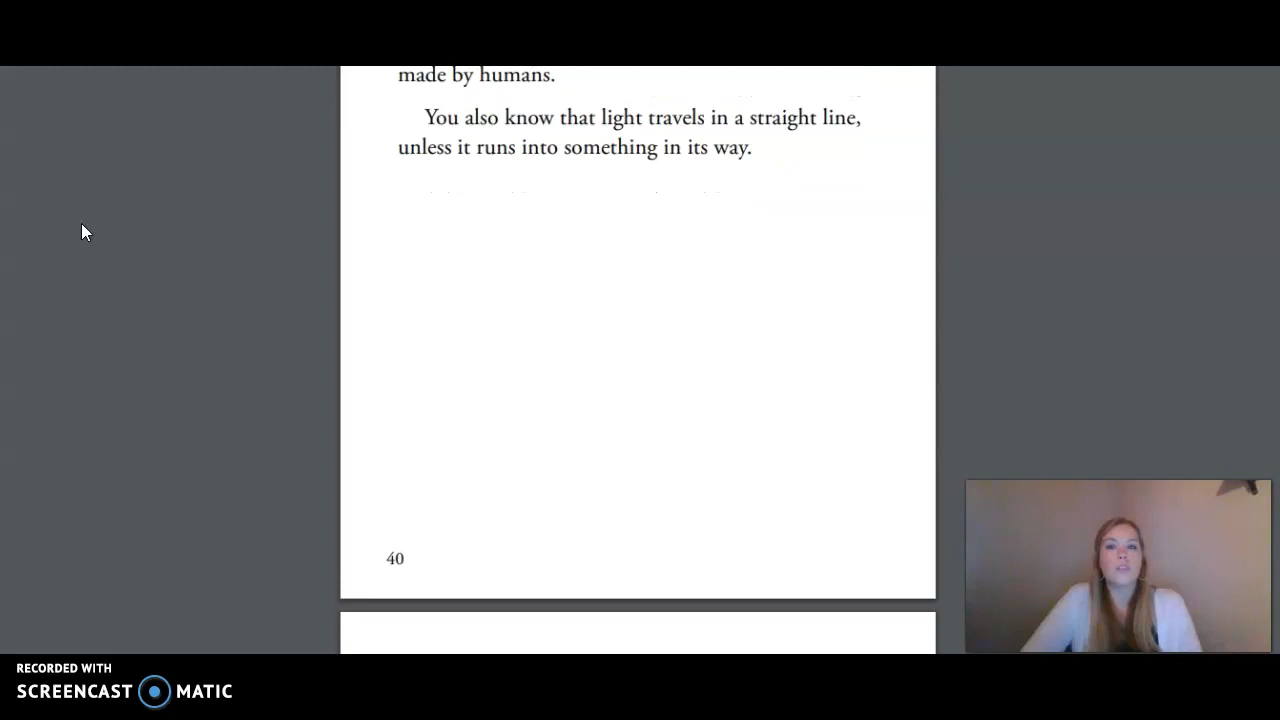 made by humans.
You also know that light travels in a straight line,
unless it runs into something in its way.
40
RECORDED WITH
SCREENCAST MATIC